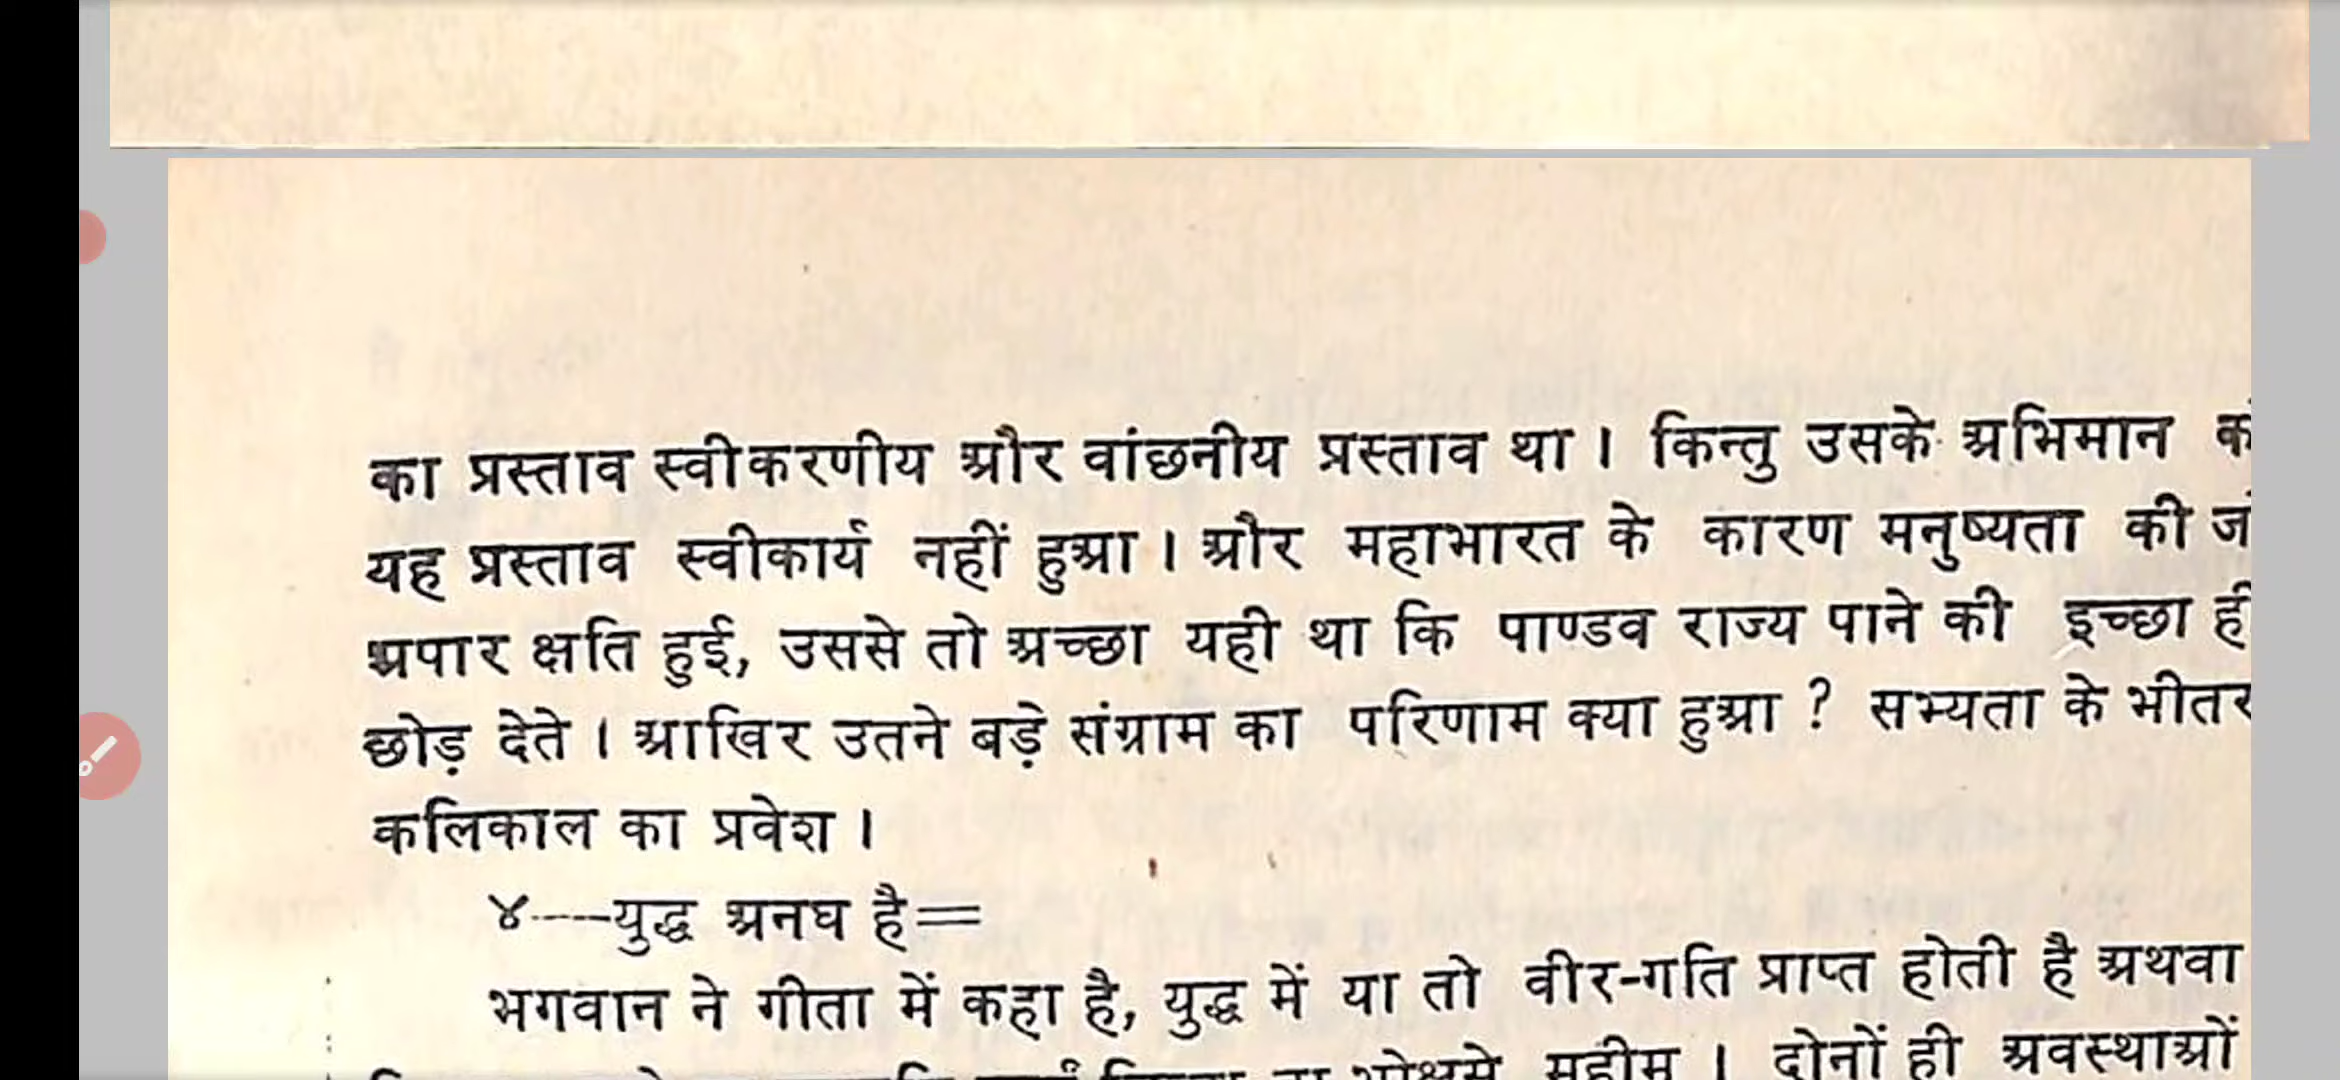 का प्रस्ताव स्वीकरणीय और वांछनीय प्रस्ताव था । किन्तु उसके अभिमान
यह प्रस्ताव स्वीकार्य नहीं हुआ । और महाभारत के कारण मनुष्यता की
अपार क्षति हुई, उससे तो अच्छा यही था कि पाण्डव राज्य पाने की इच्छा ही
छोड़ देते । आखिर उतने बड़े संग्राम का परिणाम क्या हुआ ? सभ्यता के भीतर
कलिकाल का प्रवेश ।
४—युद्ध अनघ है=
भगवान ने गीता में कहा है, युद्ध में या तो वीर-गति प्राप्त होती है अथवा
महीम् । दोनों ही अवस्थाओं